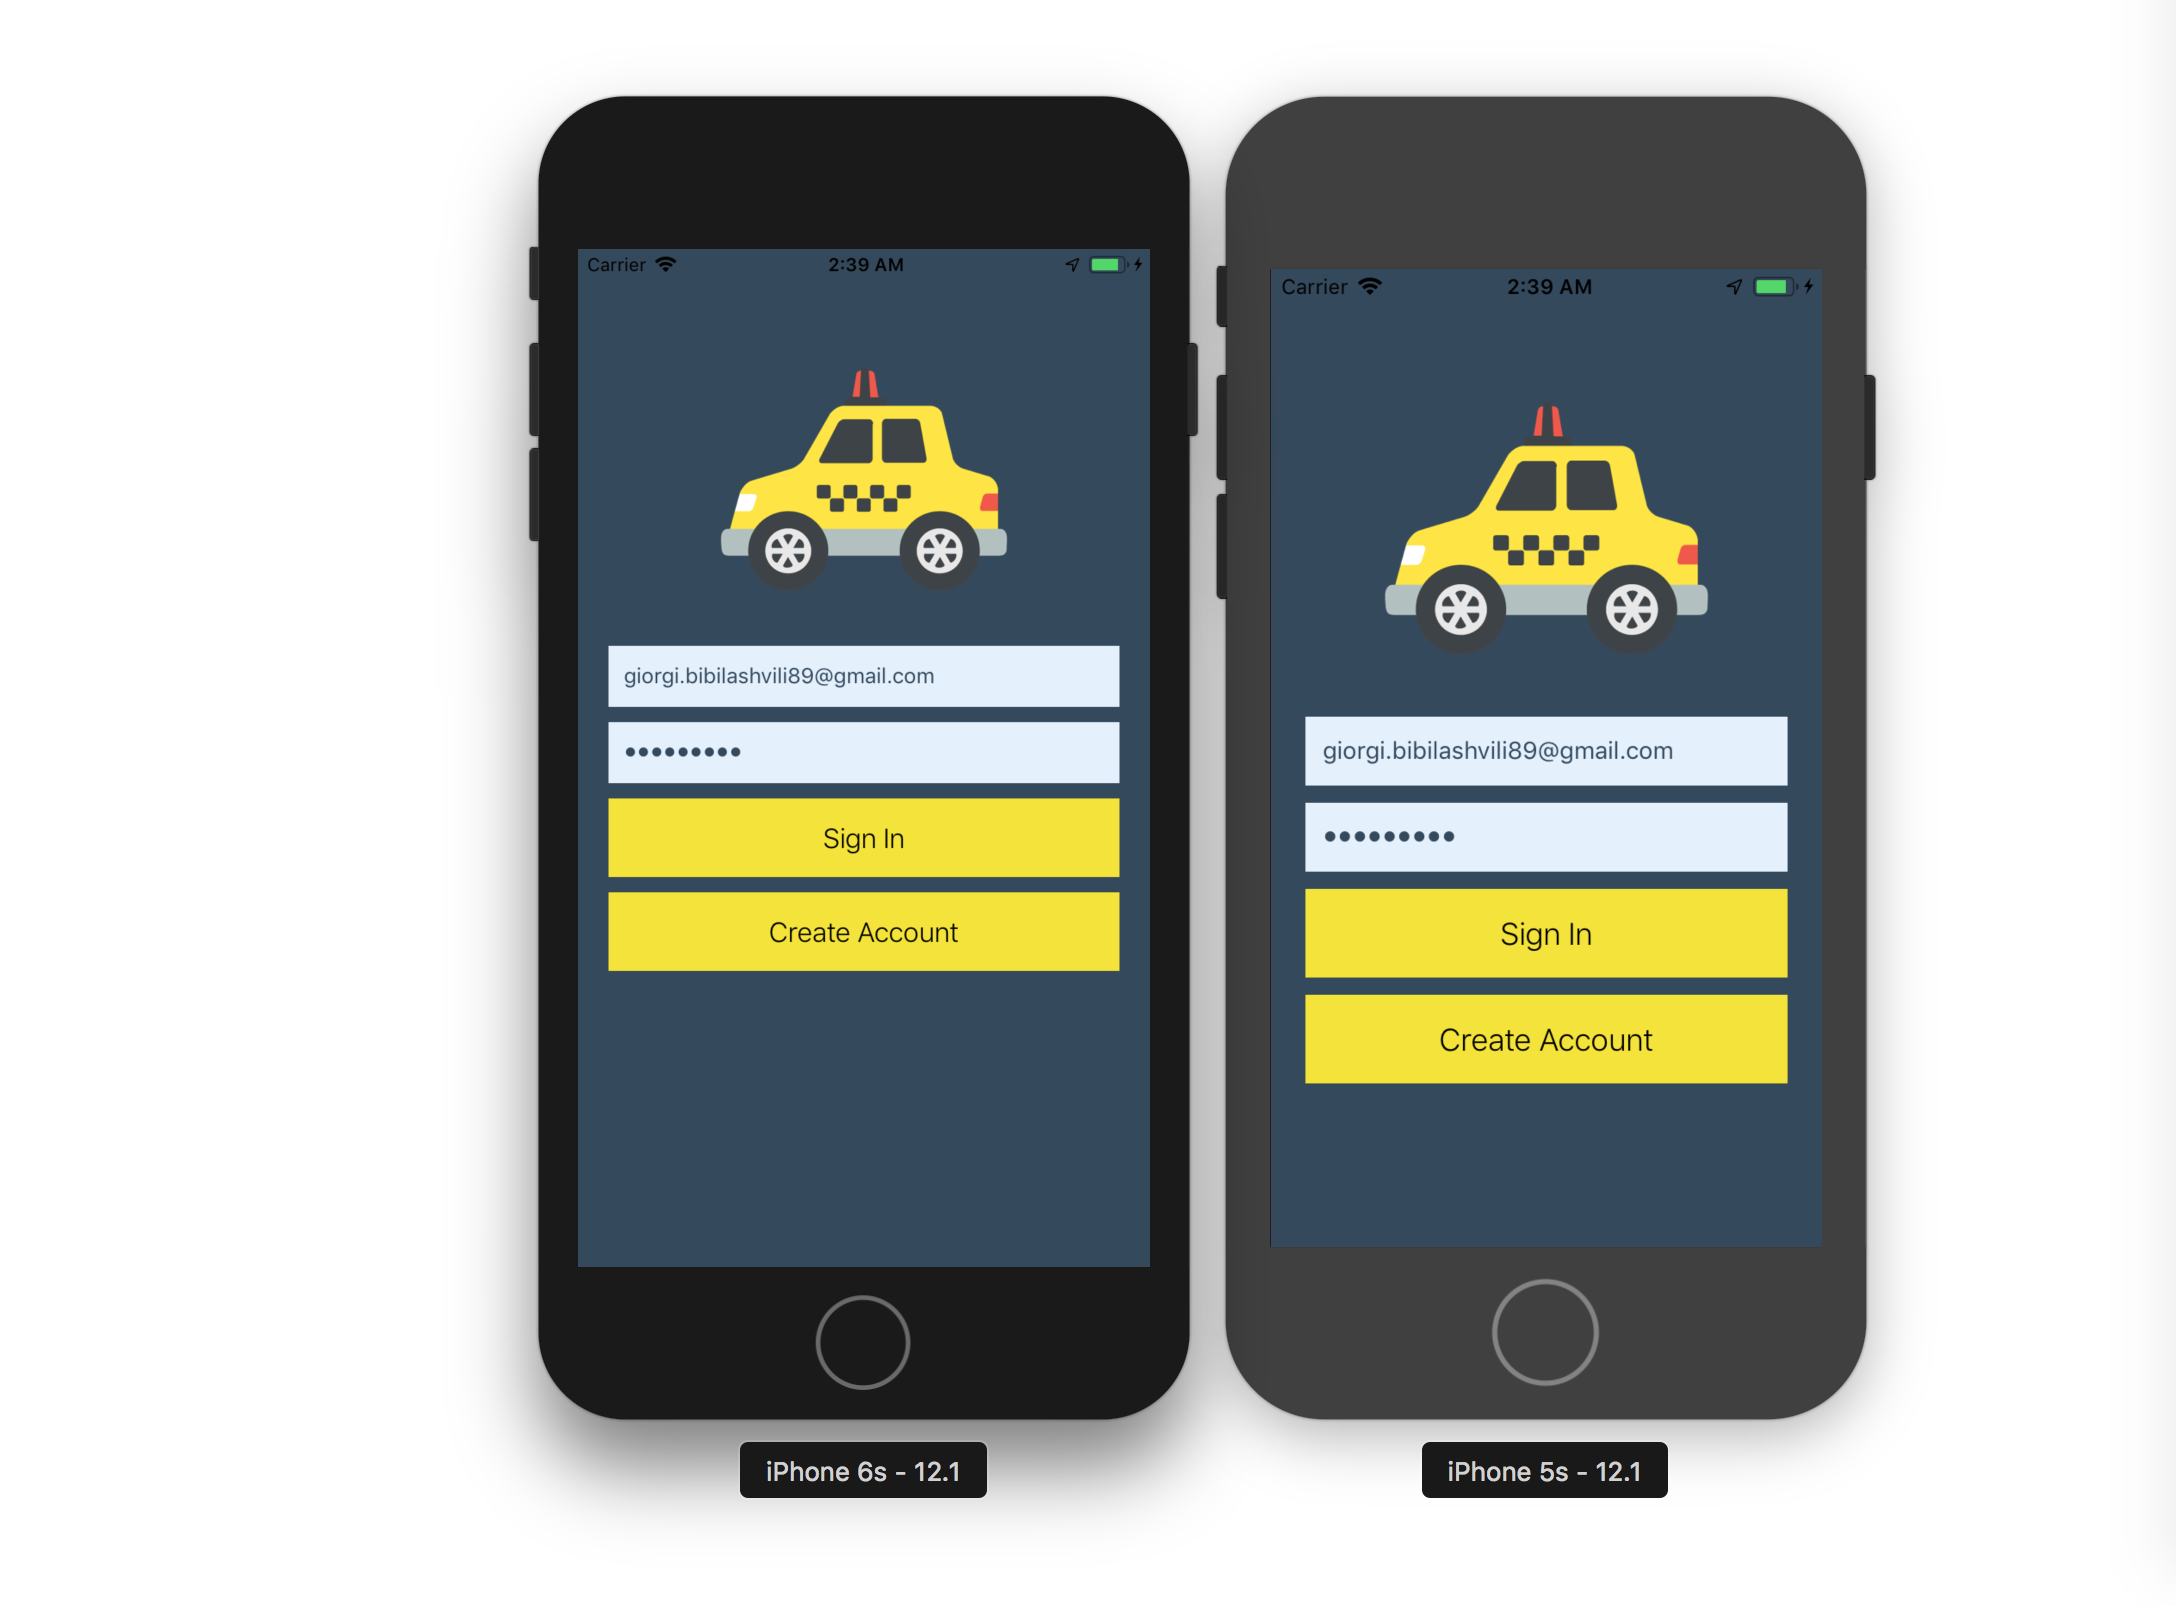 Carrier 2:39 AM
giorgi.bibilashvili89@gmail.com
•••••••••
Sign In
Create Account
iPhone 6s - 12.1
Carrier 2:39 AM
giorgi.bibilashvili89@gmail.com
•••••••••
Sign In
Create Account
iPhone 5s - 12.1